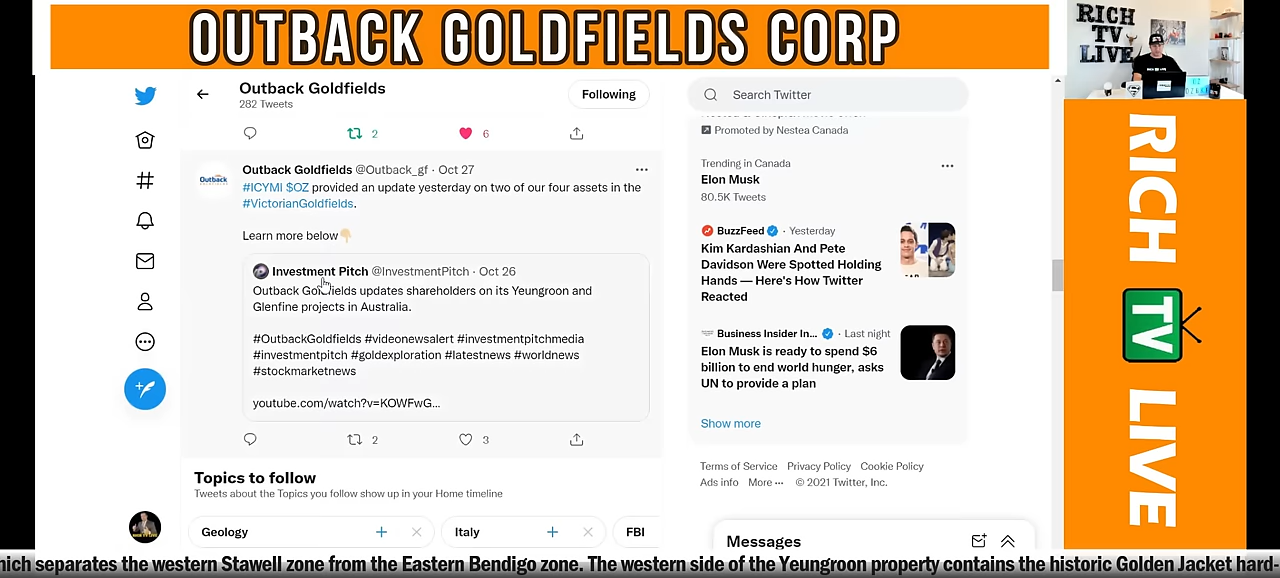 OUTBACK GOLDFIELDS CORP
RICH
TV
LIVE
Outback Goldfields
282 Tweets
Following
Search Twitter
2
6
Promoted by Nestea Canada
Outback Goldfields @Outback_gf · Oct 27
#ICYMI $OZ provided an update yesterday on two of our four assets in the
#VictorianGoldfields.
Learn more below👇🏼
Investment Pitch @InvestmentPitch · Oct 26
Outback Goldfields updates shareholders on its Yeungroon and
Glenfine projects in Australia.
#OutbackGoldfields #videonewsalert #investmentpitchmedia
#investmentpitch #goldexploration #latestnews #worldnews
#stockmarketnews
youtube.com/watch?v=KOWFwG...
2
3
Topics to follow
Tweets about the Topics you follow show up in your Home timeline
Geology
Italy
FBI
Trending in Canada
Elon Musk
80.5K Tweets
BuzzFeed · Yesterday
Kim Kardashian And Pete
Davidson Were Spotted Holding
Hands — Here's How Twitter
Reacted
Business Insider In... · Last night
Elon Musk is ready to spend $6
billion to end world hunger, asks
UN to provide a plan
Show more
Terms of Service Privacy Policy Cookie Policy
Ads info More ··· © 2021 Twitter, Inc.
Messages
RICH
TV
LIVE
Outback
which separates the western Stawell zone from the Eastern Bendigo zone. The western side of the Yeungroon property contains the historic Golden Jacket hard-